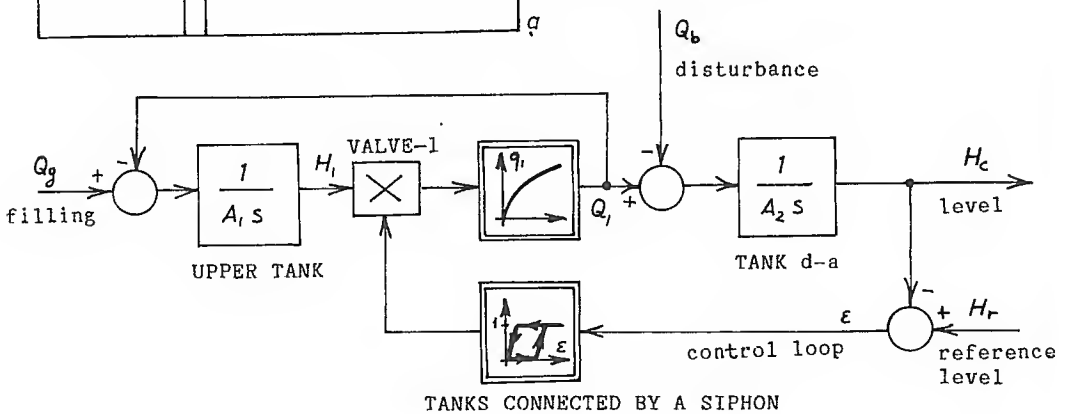 a
Q_b
disturbance
VALVE-1
Q_g
+
-
filling
1
A_1 s
H_1
UPPER TANK
×
q_1
Q_1
+
-
1
A_2 s
TANK d-a
H_c
level
-
+ H_r
reference
level
ε
control loop
1
ε
TANKS CONNECTED BY A SIPHON